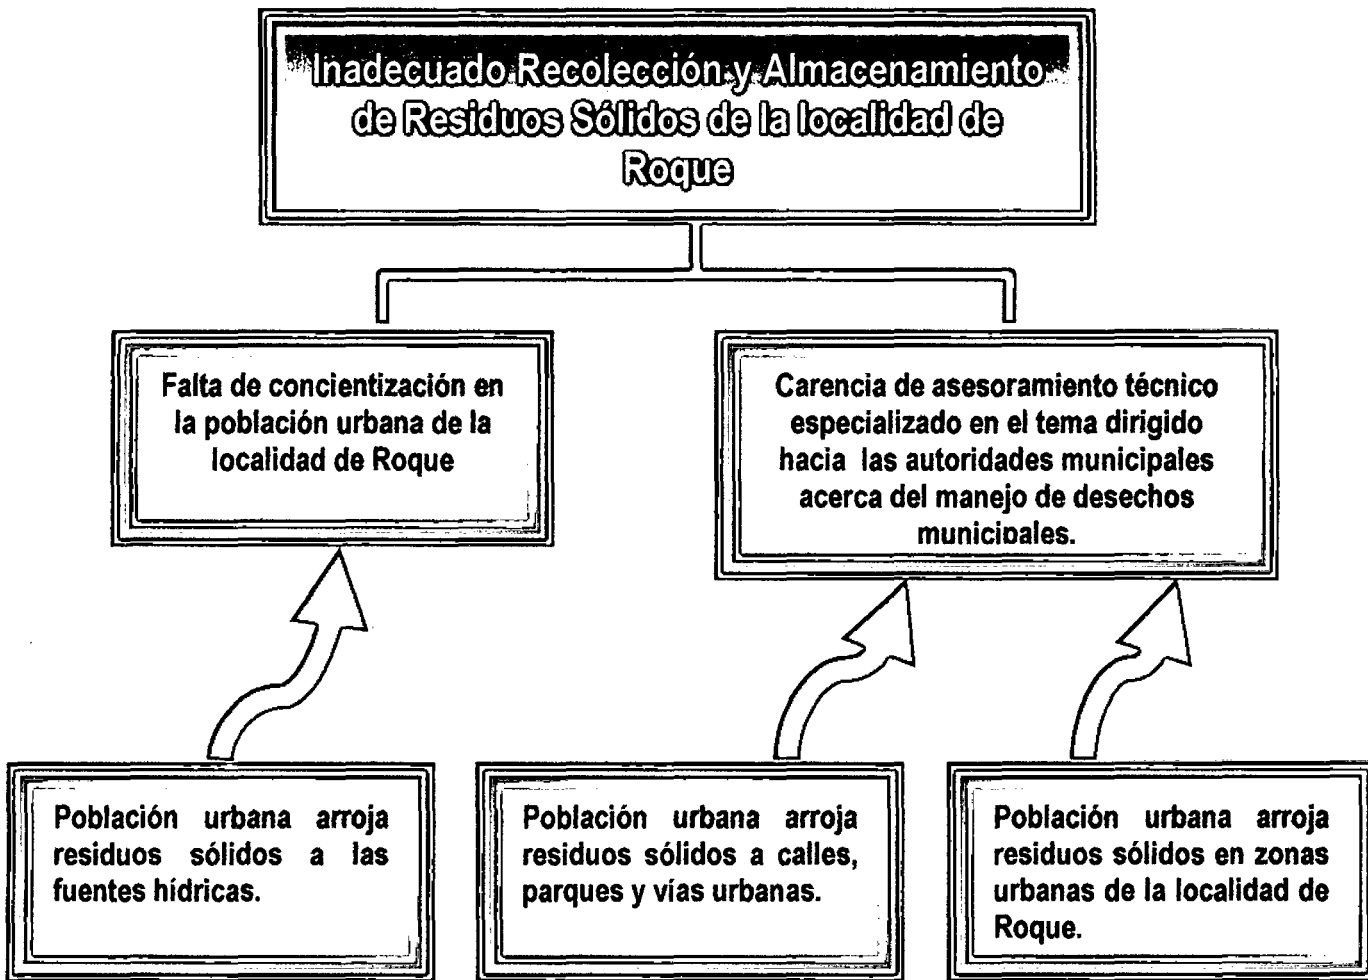 Inadecuado Recolección y Almacenamiento
de Residuos Sólidos de la localidad de
Roque
Falta de concientización en
la población urbana de la
localidad de Roque
Carencia de asesoramiento técnico
especializado en el tema dirigido
hacia las autoridades municipales
acerca del manejo de desechos
municipales.
Población urbana arroja
residuos sólidos a las
fuentes hídricas.
Población urbana arroja
residuos sólidos a calles,
parques y vías urbanas.
Población urbana arroja
residuos sólidos en zonas
urbanas de la localidad de
Roque.